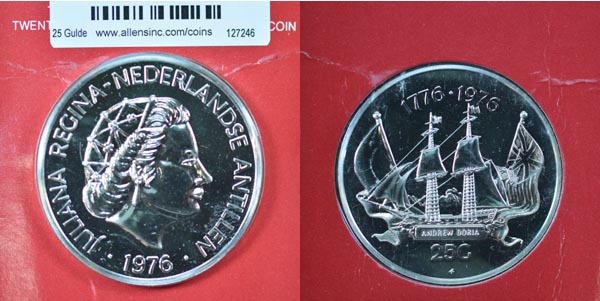 TWENT
COIN
25 Gulde www.allensinc.com/coins 127246
JULIANA REGINA-NEDERLANDSE ANTILLEN
• 1976 •
1776 • 1976
ANDREW DORIA
25G